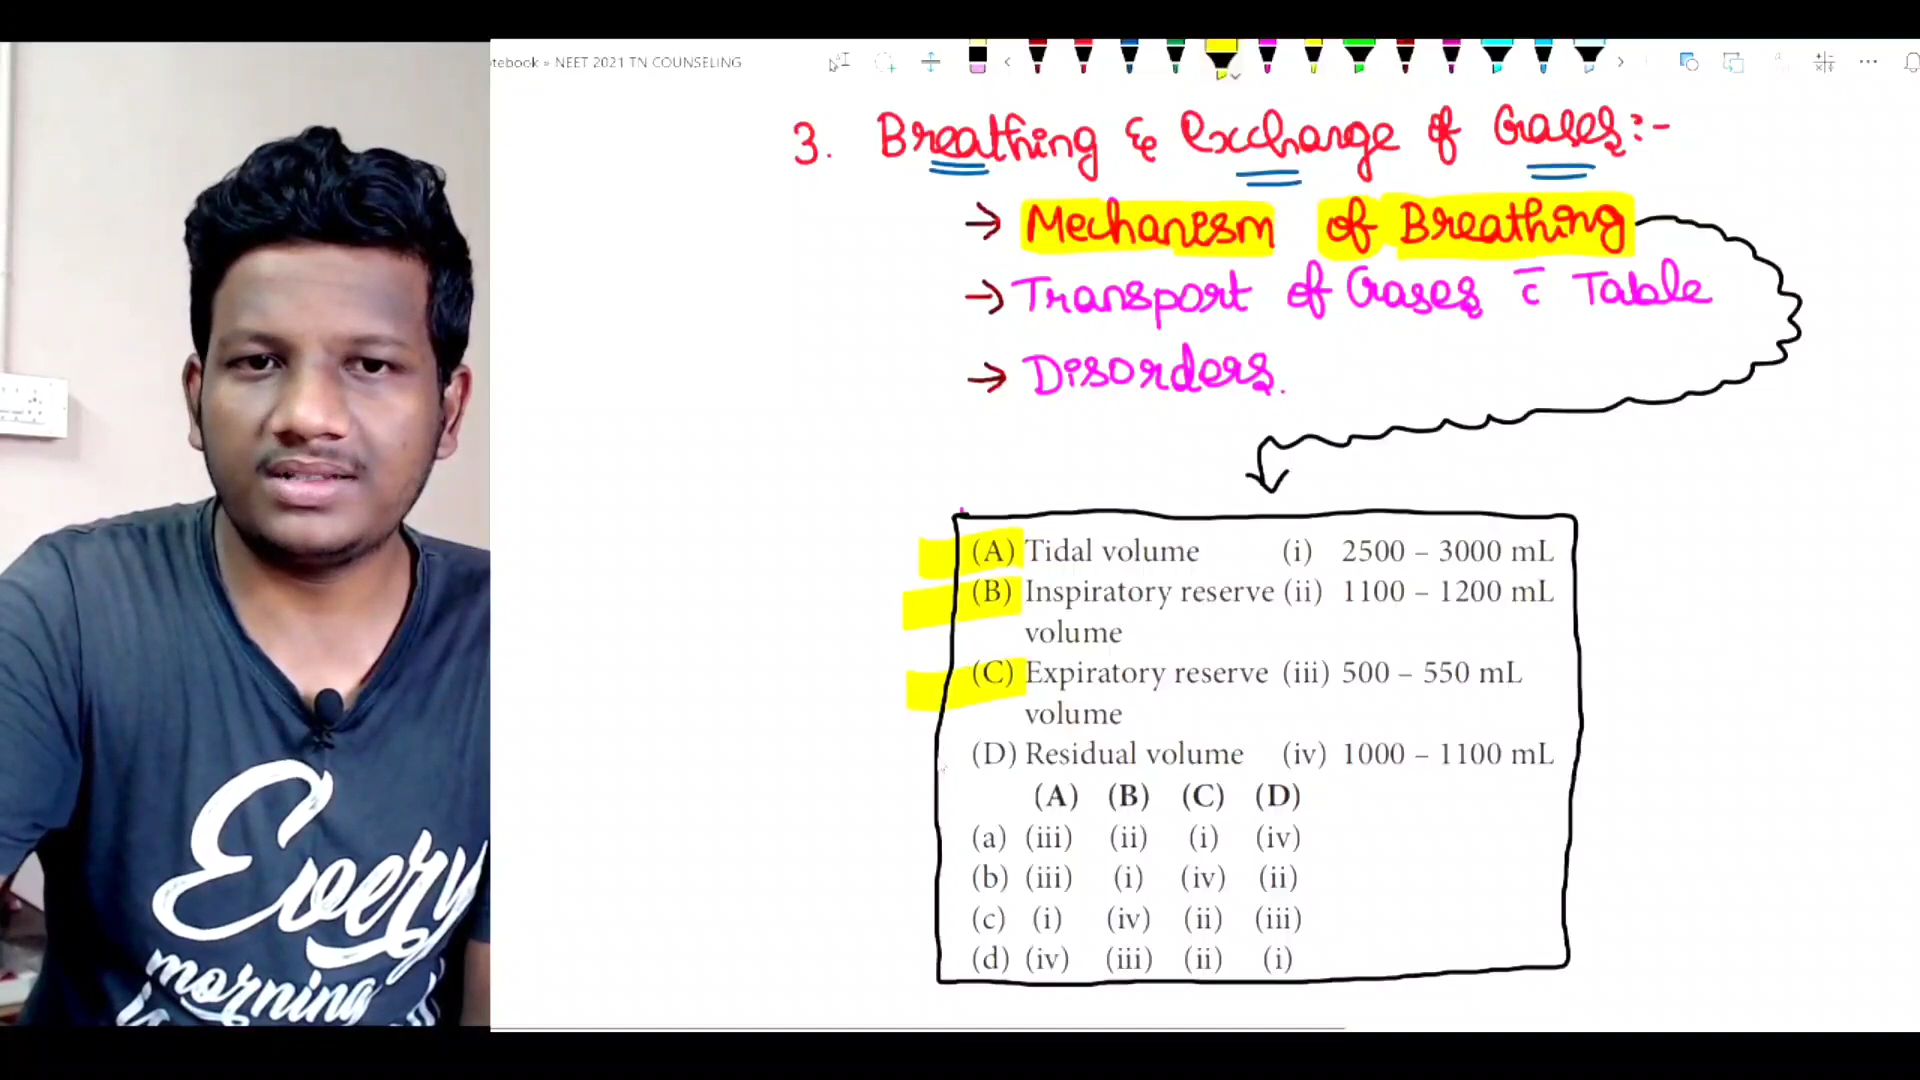 tebook » NEET 2021 TN COUNSELING
3. Breathing & Exchange of Gases:-
→ Mechanism of Breathing
→ Transport of Gases c̅ Table
→ Disorders.
(A) Tidal volume (i) 2500 – 3000 mL
(B) Inspiratory reserve (ii) 1100 – 1200 mL
volume
(C) Expiratory reserve (iii) 500 – 550 mL
volume
(D) Residual volume (iv) 1000 – 1100 mL
(A) (B) (C) (D)
(a) (iii) (ii) (i) (iv)
(b) (iii) (i) (iv) (ii)
(c) (i) (iv) (ii) (iii)
(d) (iv) (iii) (ii) (i)
Every
morning